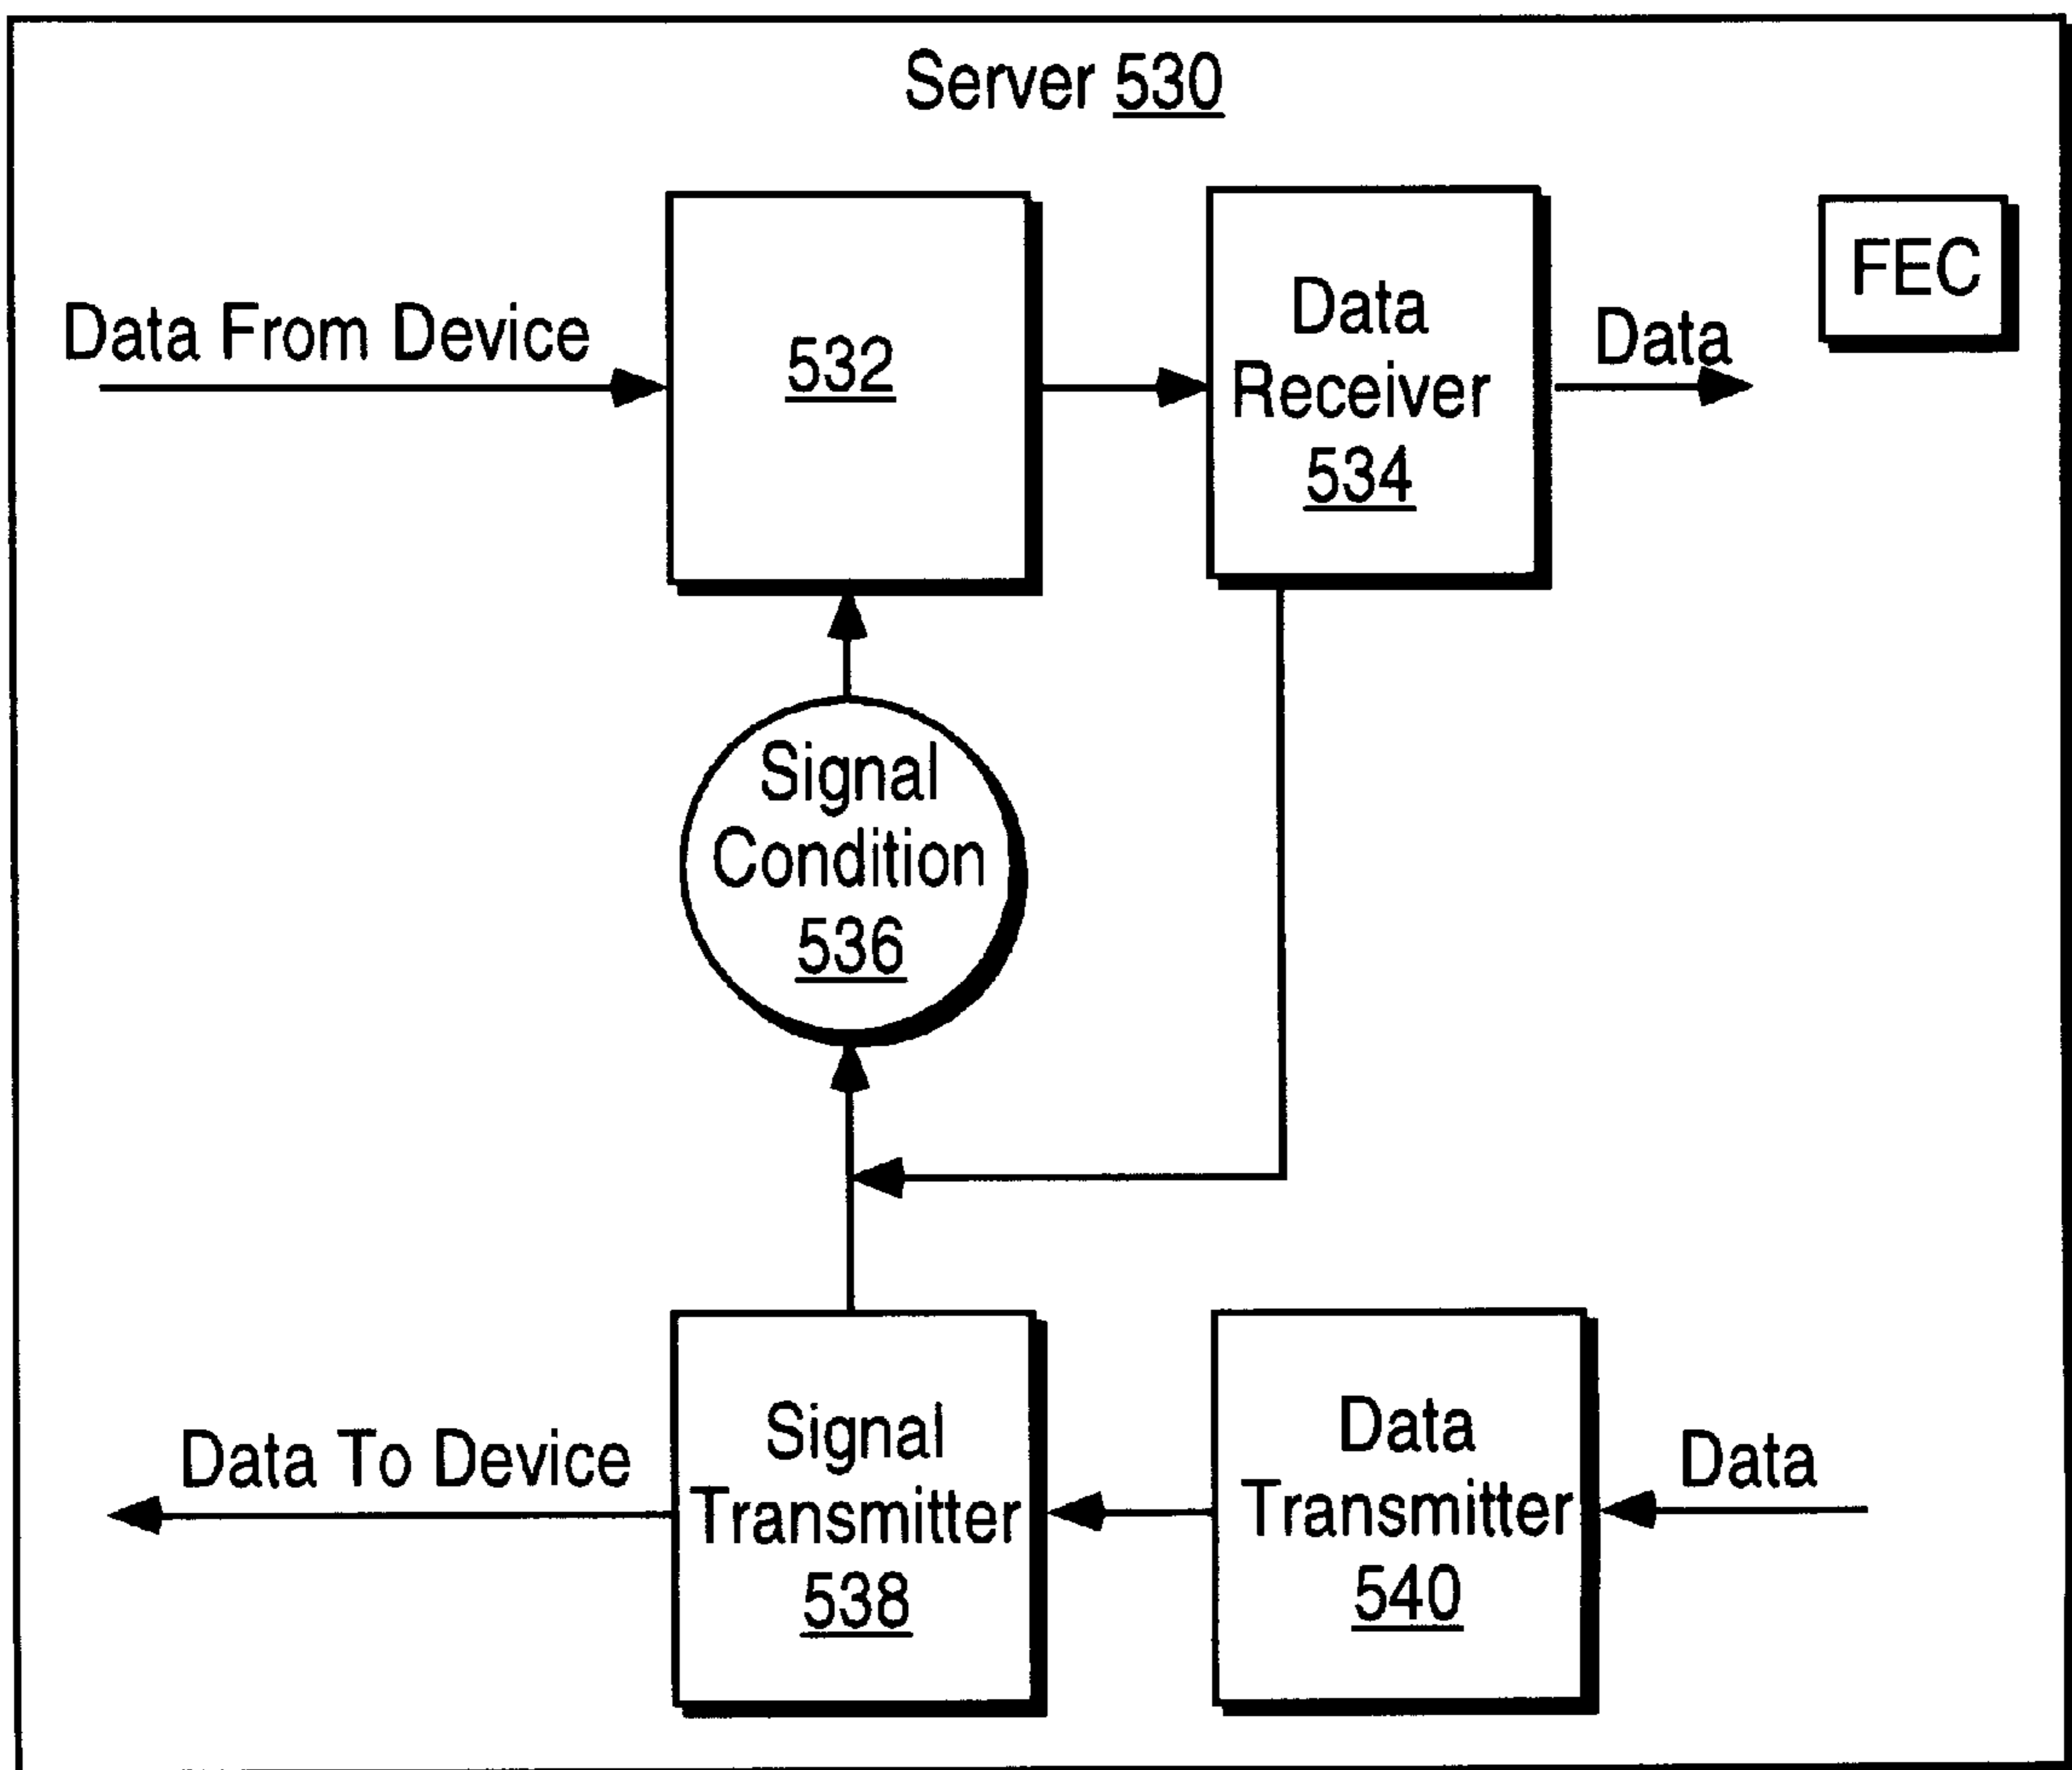 Server 530
Data From Device
532
Data
Receiver
534
Data
FEC
Signal
Condition
536
Data To Device
Signal
Transmitter
538
Data
Transmitter
540
Data